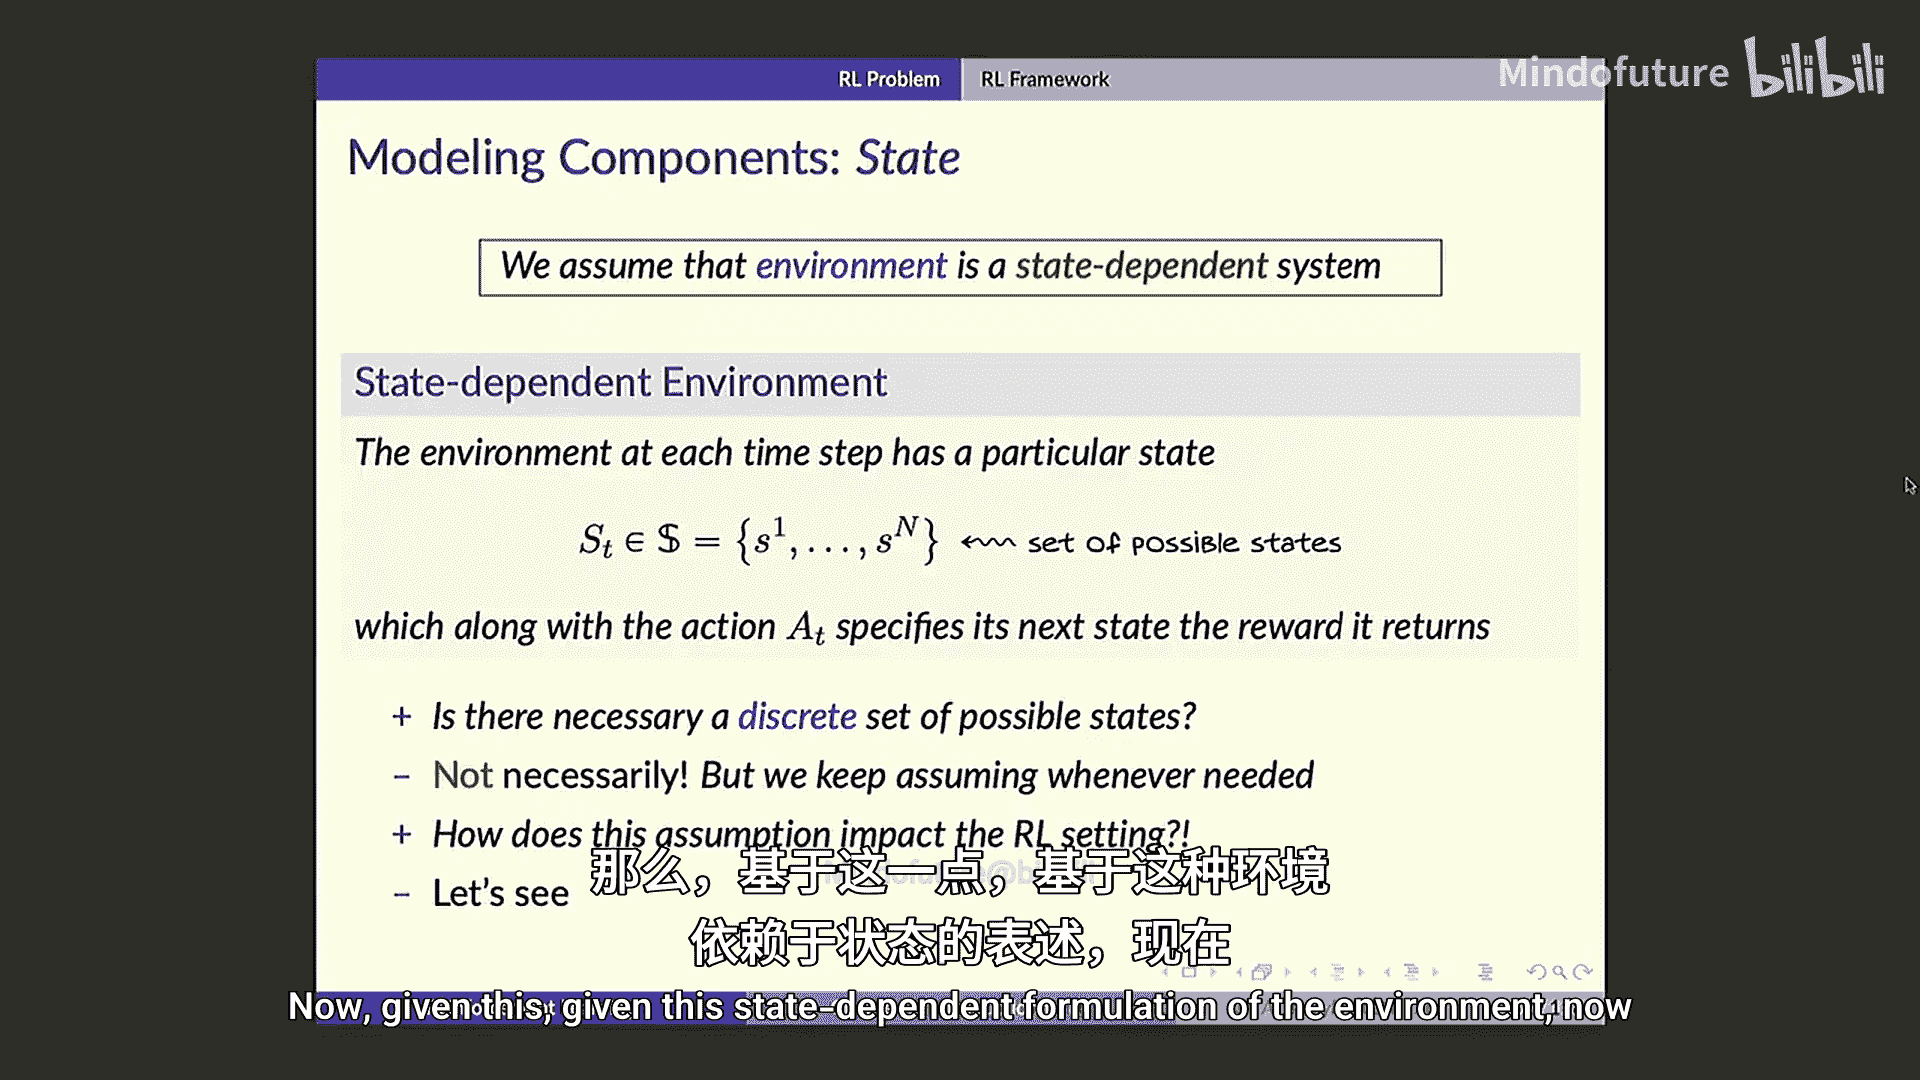 RL Problem RL Framework
Mindofuture bilibili
Modeling Components: State
We assume that environment is a state-dependent system
State-dependent Environment
The environment at each time step has a particular state
S_t ∈ 𝕊 = {s^1, . . . , s^N} ⇜ set of possible states
which along with the action A_t specifies its next state the reward it returns
+ Is there necessary a discrete set of possible states?
– Not necessarily! But we keep assuming whenever needed
+ How does this assumption impact the RL setting?!
– Let's see
那么，基于这一点，基于这种环境
依赖于状态的表述，现在
Now, given this, given this state-dependent formulation of the environment, now